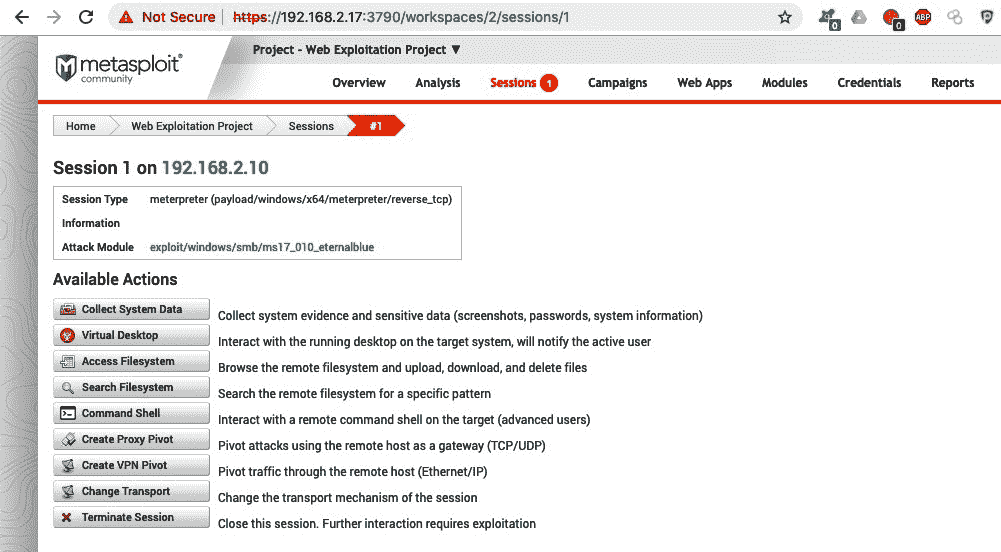 Not Secure https://192.168.2.17:3790/workspaces/2/sessions/1
0 0 ABP
metasploit®
community
Project - Web Exploitation Project ▼
Overview Analysis Sessions 1 Campaigns Web Apps Modules Credentials Reports
Home Web Exploitation Project Sessions #1
Session 1 on 192.168.2.10
Session Type meterpreter (payload/windows/x64/meterpreter/reverse_tcp)
Information
Attack Module exploit/windows/smb/ms17_010_eternalblue
Available Actions
Collect System Data Collect system evidence and sensitive data (screenshots, passwords, system information)
Virtual Desktop Interact with the running desktop on the target system, will notify the active user
Access Filesystem Browse the remote filesystem and upload, download, and delete files
Search Filesystem Search the remote filesystem for a specific pattern
Command Shell Interact with a remote command shell on the target (advanced users)
Create Proxy Pivot Pivot attacks using the remote host as a gateway (TCP/UDP)
Create VPN Pivot Pivot traffic through the remote host (Ethernet/IP)
Change Transport Change the transport mechanism of the session
Terminate Session Close this session. Further interaction requires exploitation